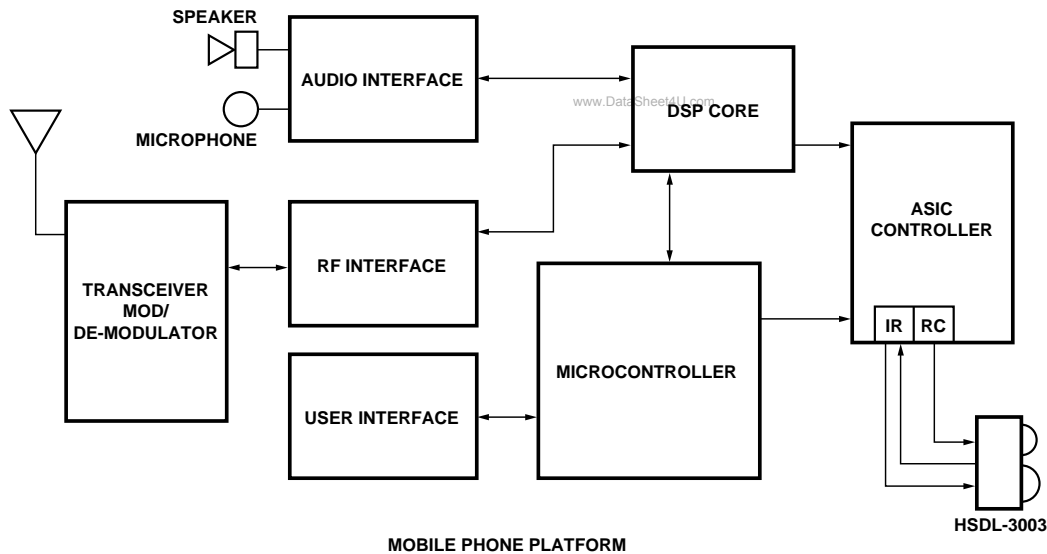 SPEAKER
AUDIO INTERFACE
MICROPHONE
www.DataSheet4U.com
DSP CORE
ASIC
CONTROLLER
RF INTERFACE
TRANSCEIVER
MOD/
DE-MODULATOR
IR
RC
MICROCONTROLLER
USER INTERFACE
HSDL-3003
MOBILE PHONE PLATFORM